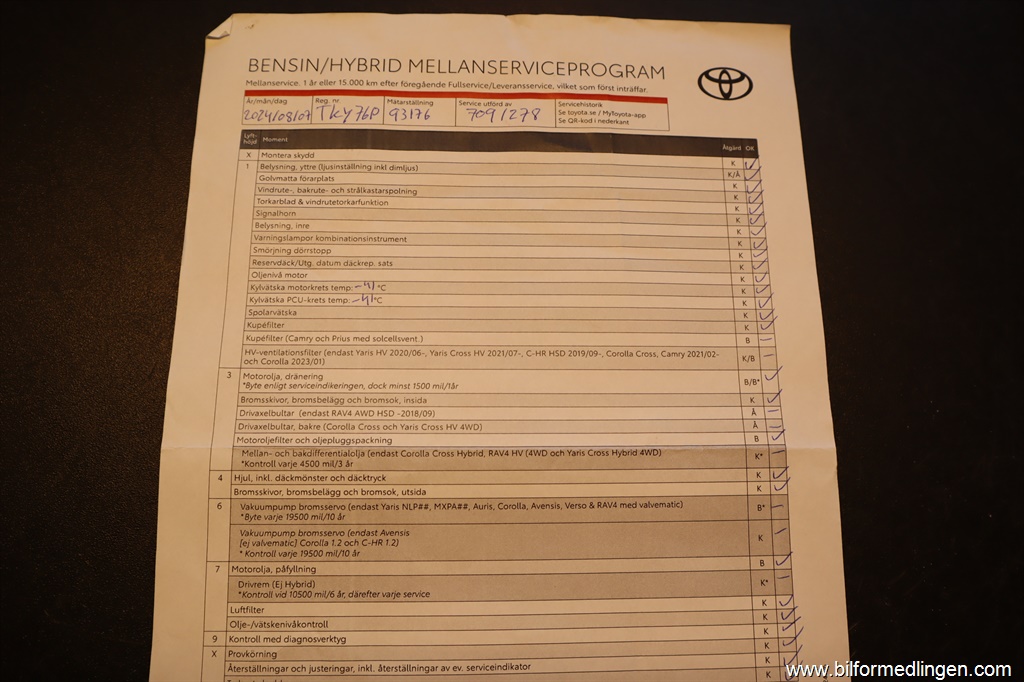 BENSIN/HYBRID MELLANSERVICEPROGRAM
Mellanservice. 1 år eller 15.000 km efter föregående Fullservice/Leveransservice, vilket som först inträffar.
År/mån/dag Reg. nr. Mätarställning Service utförd av Servicehistorik
2024/08/07 TKY76P 93176 709/278 Se toyota.se / MyToyota-app
Se QR-kod i nederkant
Lyft-höjd Moment Åtgärd OK
X Montera skydd
1 Belysning, yttre (ljusinställning inkl dimljus) K
Golvmatta förarplats K/Å
Vindrute-, bakrute- och strålkastarspolning K
Torkarblad & vindrutetorkarfunktion K
Signalhorn K
Belysning, inre K
Varningslampor kombinationsinstrument K
Smörjning dörrstopp K
Reservdäck/Utg. datum däckrep. sats K
Oljenivå motor K
Kylvätska motorkrets temp: -41 °C K
Kylvätska PCU-krets temp: -41 °C K
Spolarvätska K
Kupéfilter K
Kupéfilter (Camry och Prius med solcellsvent.) B
HV-ventilationsfilter (endast Yaris HV 2020/06-, Yaris Cross HV 2021/07-, C-HR HSD 2019/09-, Corolla Cross, Camry 2021/02- K/B
och Corolla 2023/01)
3 Motorolja, dränering B/B*
*Byte enligt serviceindikeringen, dock minst 1500 mil/1år
Bromsskivor, bromsbelägg och bromsok, insida K
Drivaxelbultar (endast RAV4 AWD HSD -2018/09) Å
Drivaxelbultar, bakre (Corolla Cross och Yaris Cross HV 4WD) Å
Motoroljefilter och oljepluggspackning B
Mellan- och bakdifferentialolja (endast Corolla Cross Hybrid, RAV4 HV (4WD och Yaris Cross Hybrid 4WD) K*
*Kontroll varje 4500 mil/3 år
4 Hjul, inkl. däckmönster och däcktryck K
Bromsskivor, bromsbelägg och bromsok, utsida K
6 Vakuumpump bromsservo (endast Yaris NLP##, MXPA##, Auris, Corolla, Avensis, Verso & RAV4 med valvematic) B*
*Byte varje 19500 mil/10 år
Vakuumpump bromsservo (endast Avensis K
[ej valvematic] Corolla 1.2 och C-HR 1.2)
* Kontroll varje 19500 mil/10 år
7 Motorolja, påfyllning B
Drivrem (Ej Hybrid) K*
*Kontroll vid 10500 mil/6 år, därefter varje service
Luftfilter K
Olje-/vätskenivåkontroll K
9 Kontroll med diagnosverktyg K
X Provkörning K
Återställningar och justeringar, inkl. återställningar av ev. serviceindikator K
www.bilformedlingen.com